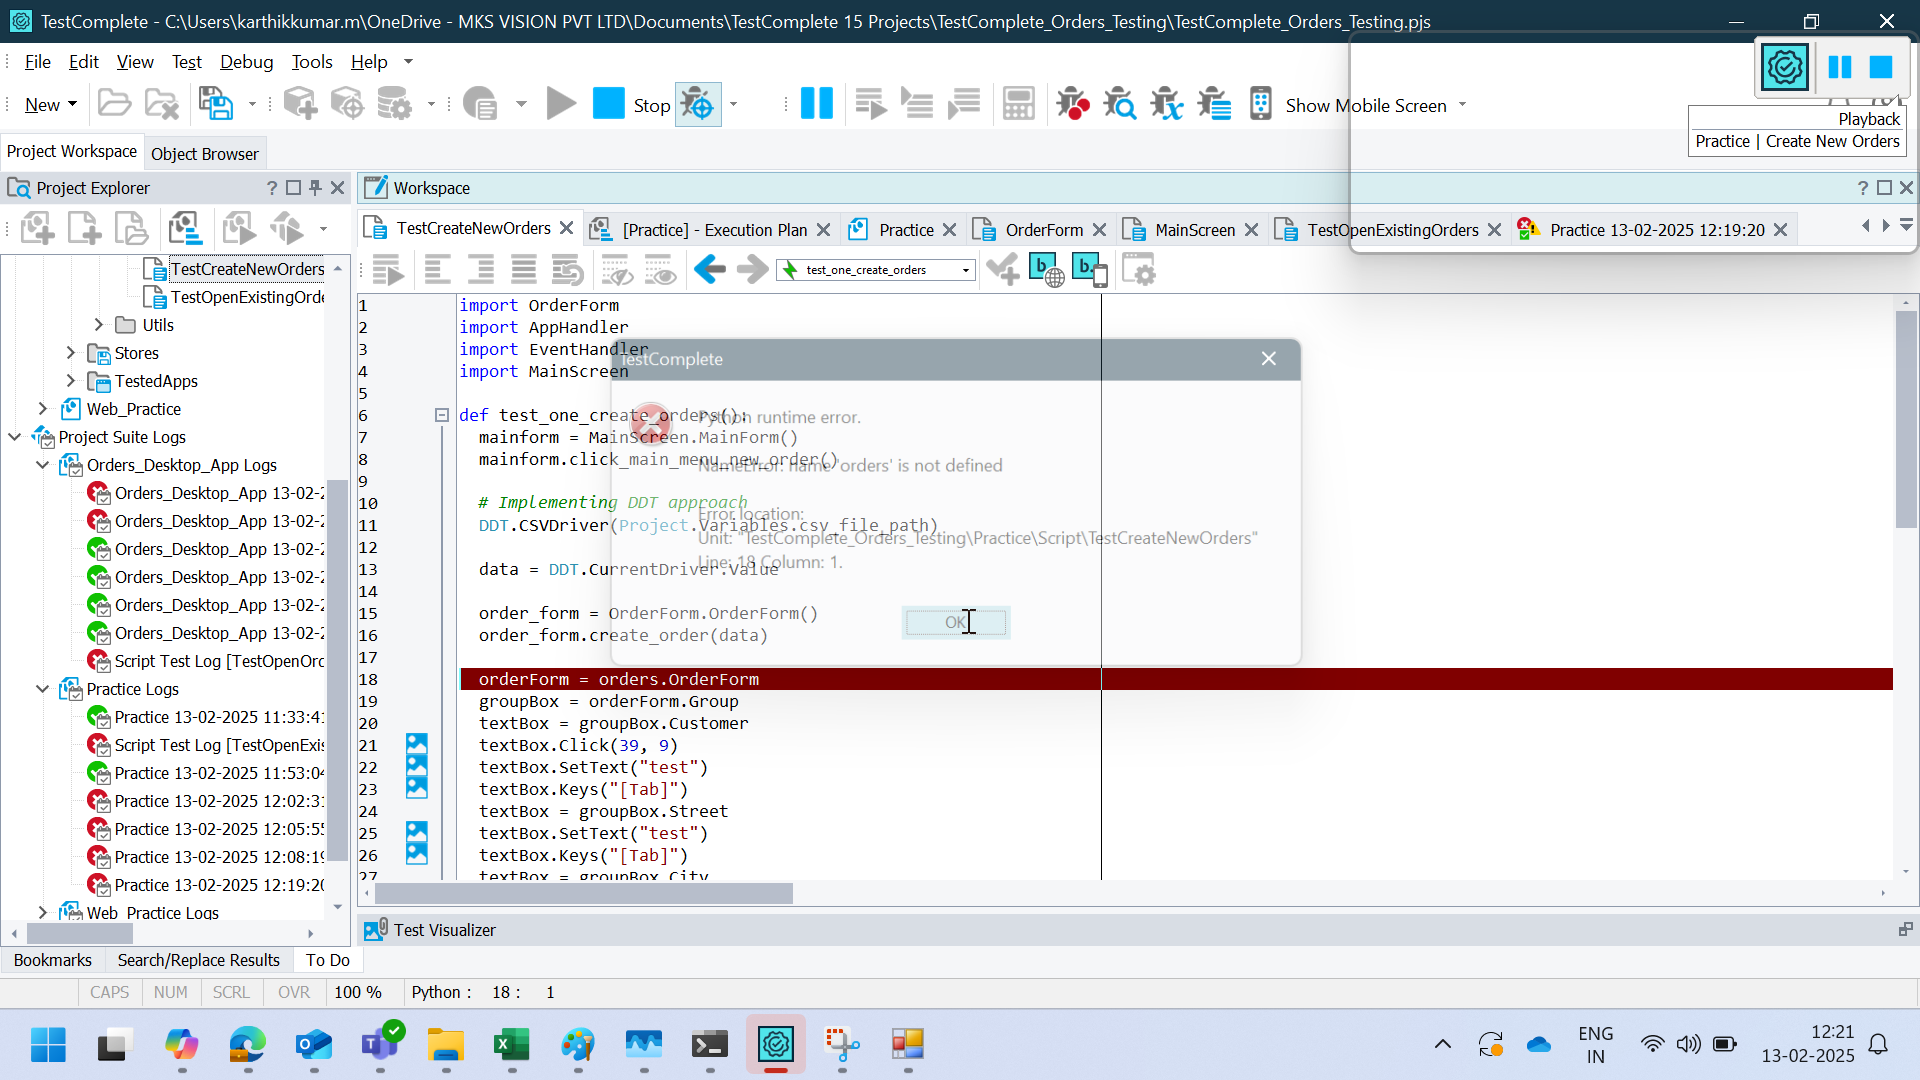 TestComplete - C:\Users\karthikkumar.m\OneDrive - MKS VISION PVT LTD\Documents\TestComplete 15 Projects\TestComplete_Orders_Testing\TestComplete_Orders_Testing.pjs
File Edit View Test Debug Tools Help
New Stop Show Mobile Screen
Playback
Practice | Create New Orders
Project Workspace Object Browser
Project Explorer
Workspace
TestCreateNewOrders [Practice] - Execution Plan Practice OrderForm MainScreen TestOpenExistingOrders Practice 13-02-2025 12:19:20
test_one_create_orders
TestCreateNewOrders
TestOpenExistingOrde
Utils
Stores
TestedApps
Web_Practice
Project Suite Logs
Orders_Desktop_App Logs
Orders_Desktop_App 13-02-2
Orders_Desktop_App 13-02-2
Orders_Desktop_App 13-02-2
Orders_Desktop_App 13-02-2
Orders_Desktop_App 13-02-2
Orders_Desktop_App 13-02-2
Script Test Log [TestOpenOrd
Practice Logs
Practice 13-02-2025 11:33:41
Script Test Log [TestOpenExis
Practice 13-02-2025 11:53:04
Practice 13-02-2025 12:02:31
Practice 13-02-2025 12:05:55
Practice 13-02-2025 12:08:19
Practice 13-02-2025 12:19:20
Web_Practice Logs
1 import OrderForm
2 import AppHandler
3 import EventHandler
4 import MainScreen
5
6 def test_one_create_orders():
7 mainform = MainScreen.MainForm()
8 mainform.click_main_menu_new_order()
9
10 # Implementing DDT approach
11 DDT.CSVDriver(Project.Variables.csv_file_path)
12
13 data = DDT.CurrentDriver.Value
14
15 order_form = OrderForm.OrderForm()
16 order_form.create_order(data)
17
18 orderForm = orders.OrderForm
19 groupBox = orderForm.Group
20 textBox = groupBox.Customer
21 textBox.Click(39, 9)
22 textBox.SetText("test")
23 textBox.Keys("[Tab]")
24 textBox = groupBox.Street
25 textBox.SetText("test")
26 textBox.Keys("[Tab]")
27 textBox = groupBox.City
TestComplete
Python runtime error.
NameError: name 'orders' is not defined
Error location:
Unit: "TestComplete_Orders_Testing\Practice\Script\TestCreateNewOrders"
Line: 18 Column: 1.
OK
Test Visualizer
Bookmarks Search/Replace Results To Do
CAPS NUM SCRL OVR 100 % Python : 18 : 1
ENG
IN
12:21
13-02-2025